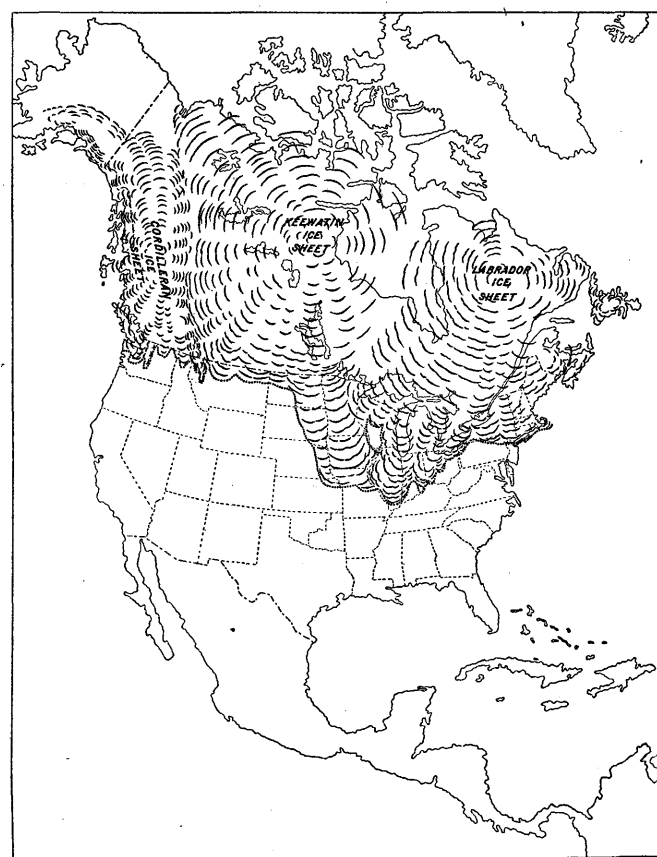 KEEWATIN
ICE
SHEET
CORDILLERAN
ICE
SHEET
LABRADOR
ICE
SHEET